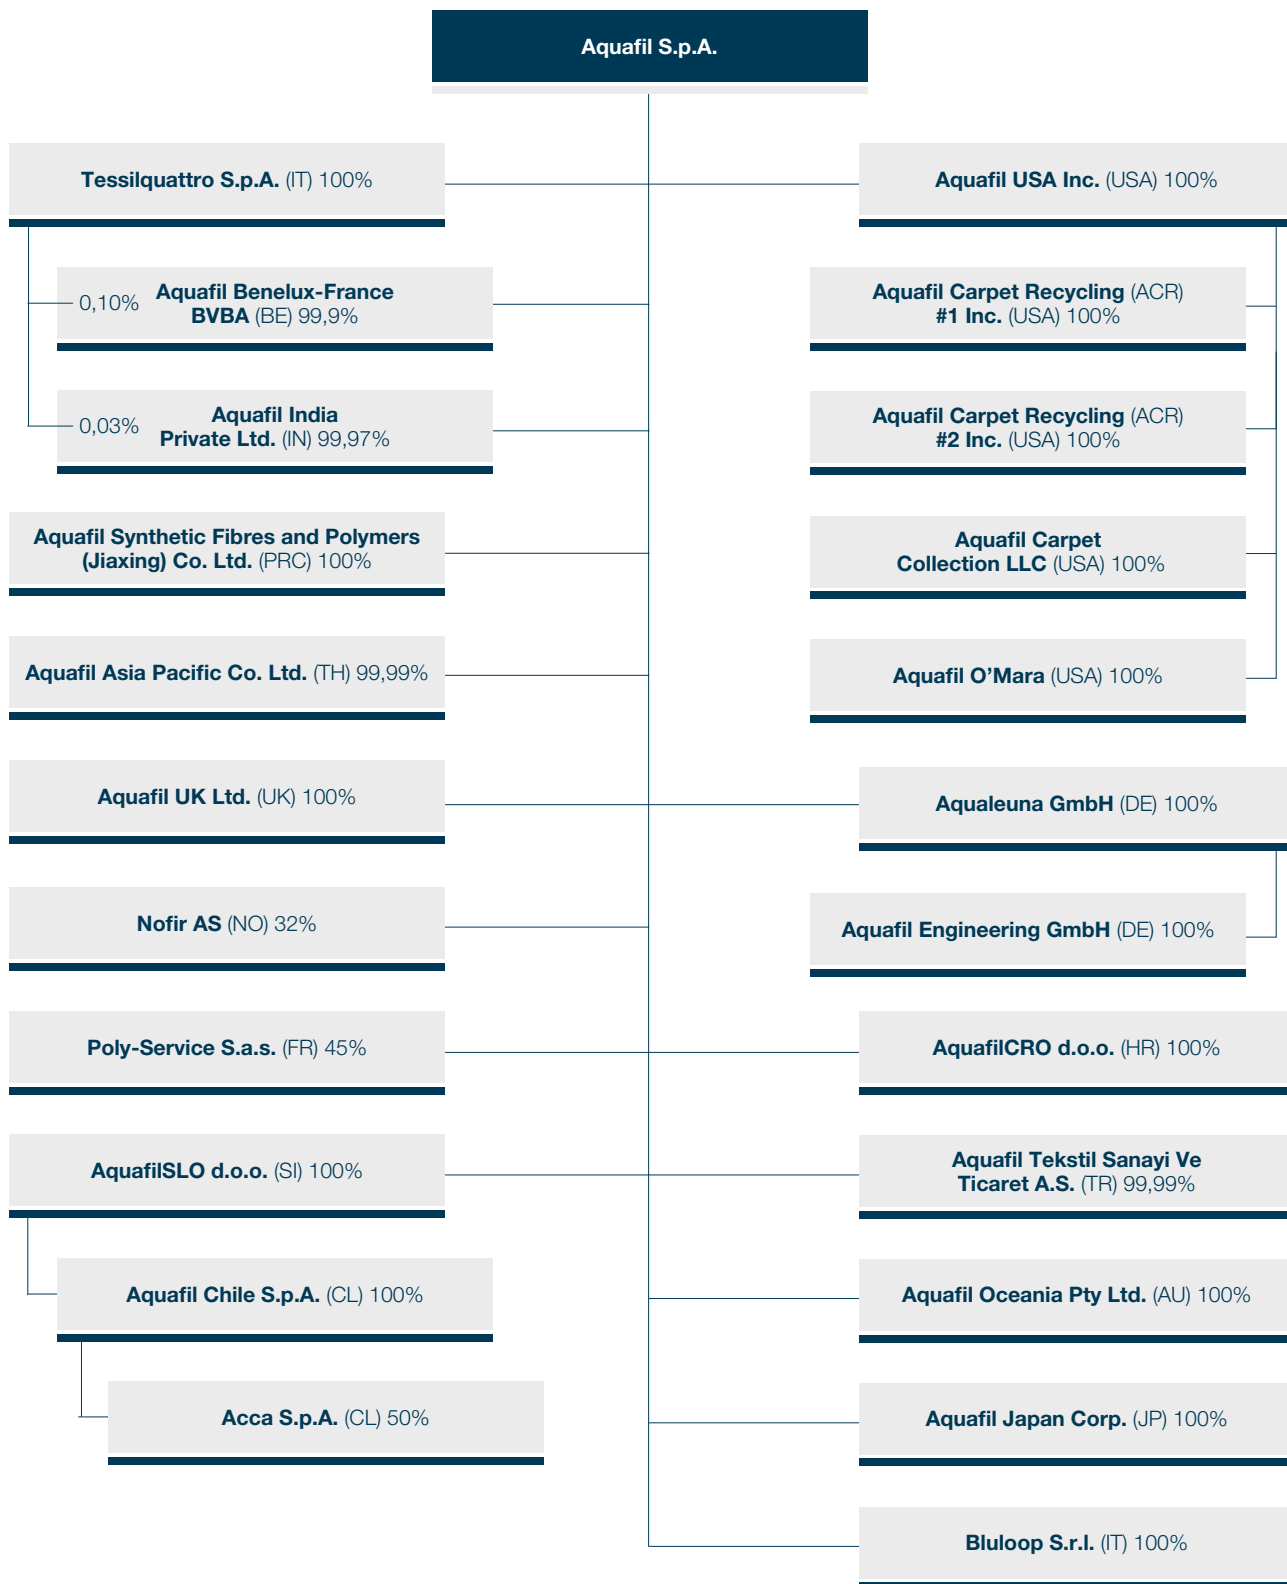 Aquafil S.p.A.
Tessilquattro S.p.A. (IT) 100%
0,10%
Aquafil Benelux-France
BVBA (BE) 99,9%
0,03%
Aquafil India
Private Ltd. (IN) 99,97%
Aquafil Synthetic Fibres and Polymers
(Jiaxing) Co. Ltd. (PRC) 100%
Aquafil Asia Pacific Co. Ltd. (TH) 99,99%
Aquafil UK Ltd. (UK) 100%
Nofir AS (NO) 32%
Poly-Service S.a.s. (FR) 45%
AquafilSLO d.o.o. (SI) 100%
Aquafil Chile S.p.A. (CL) 100%
Acca S.p.A. (CL) 50%
Aquafil USA Inc. (USA) 100%
Aquafil Carpet Recycling (ACR)
#1 Inc. (USA) 100%
Aquafil Carpet Recycling (ACR)
#2 Inc. (USA) 100%
Aquafil Carpet
Collection LLC (USA) 100%
Aquafil O’Mara (USA) 100%
Aqualeuna GmbH (DE) 100%
Aquafil Engineering GmbH (DE) 100%
AquafilCRO d.o.o. (HR) 100%
Aquafil Tekstil Sanayi Ve
Ticaret A.S. (TR) 99,99%
Aquafil Oceania Pty Ltd. (AU) 100%
Aquafil Japan Corp. (JP) 100%
Bluloop S.r.l. (IT) 100%